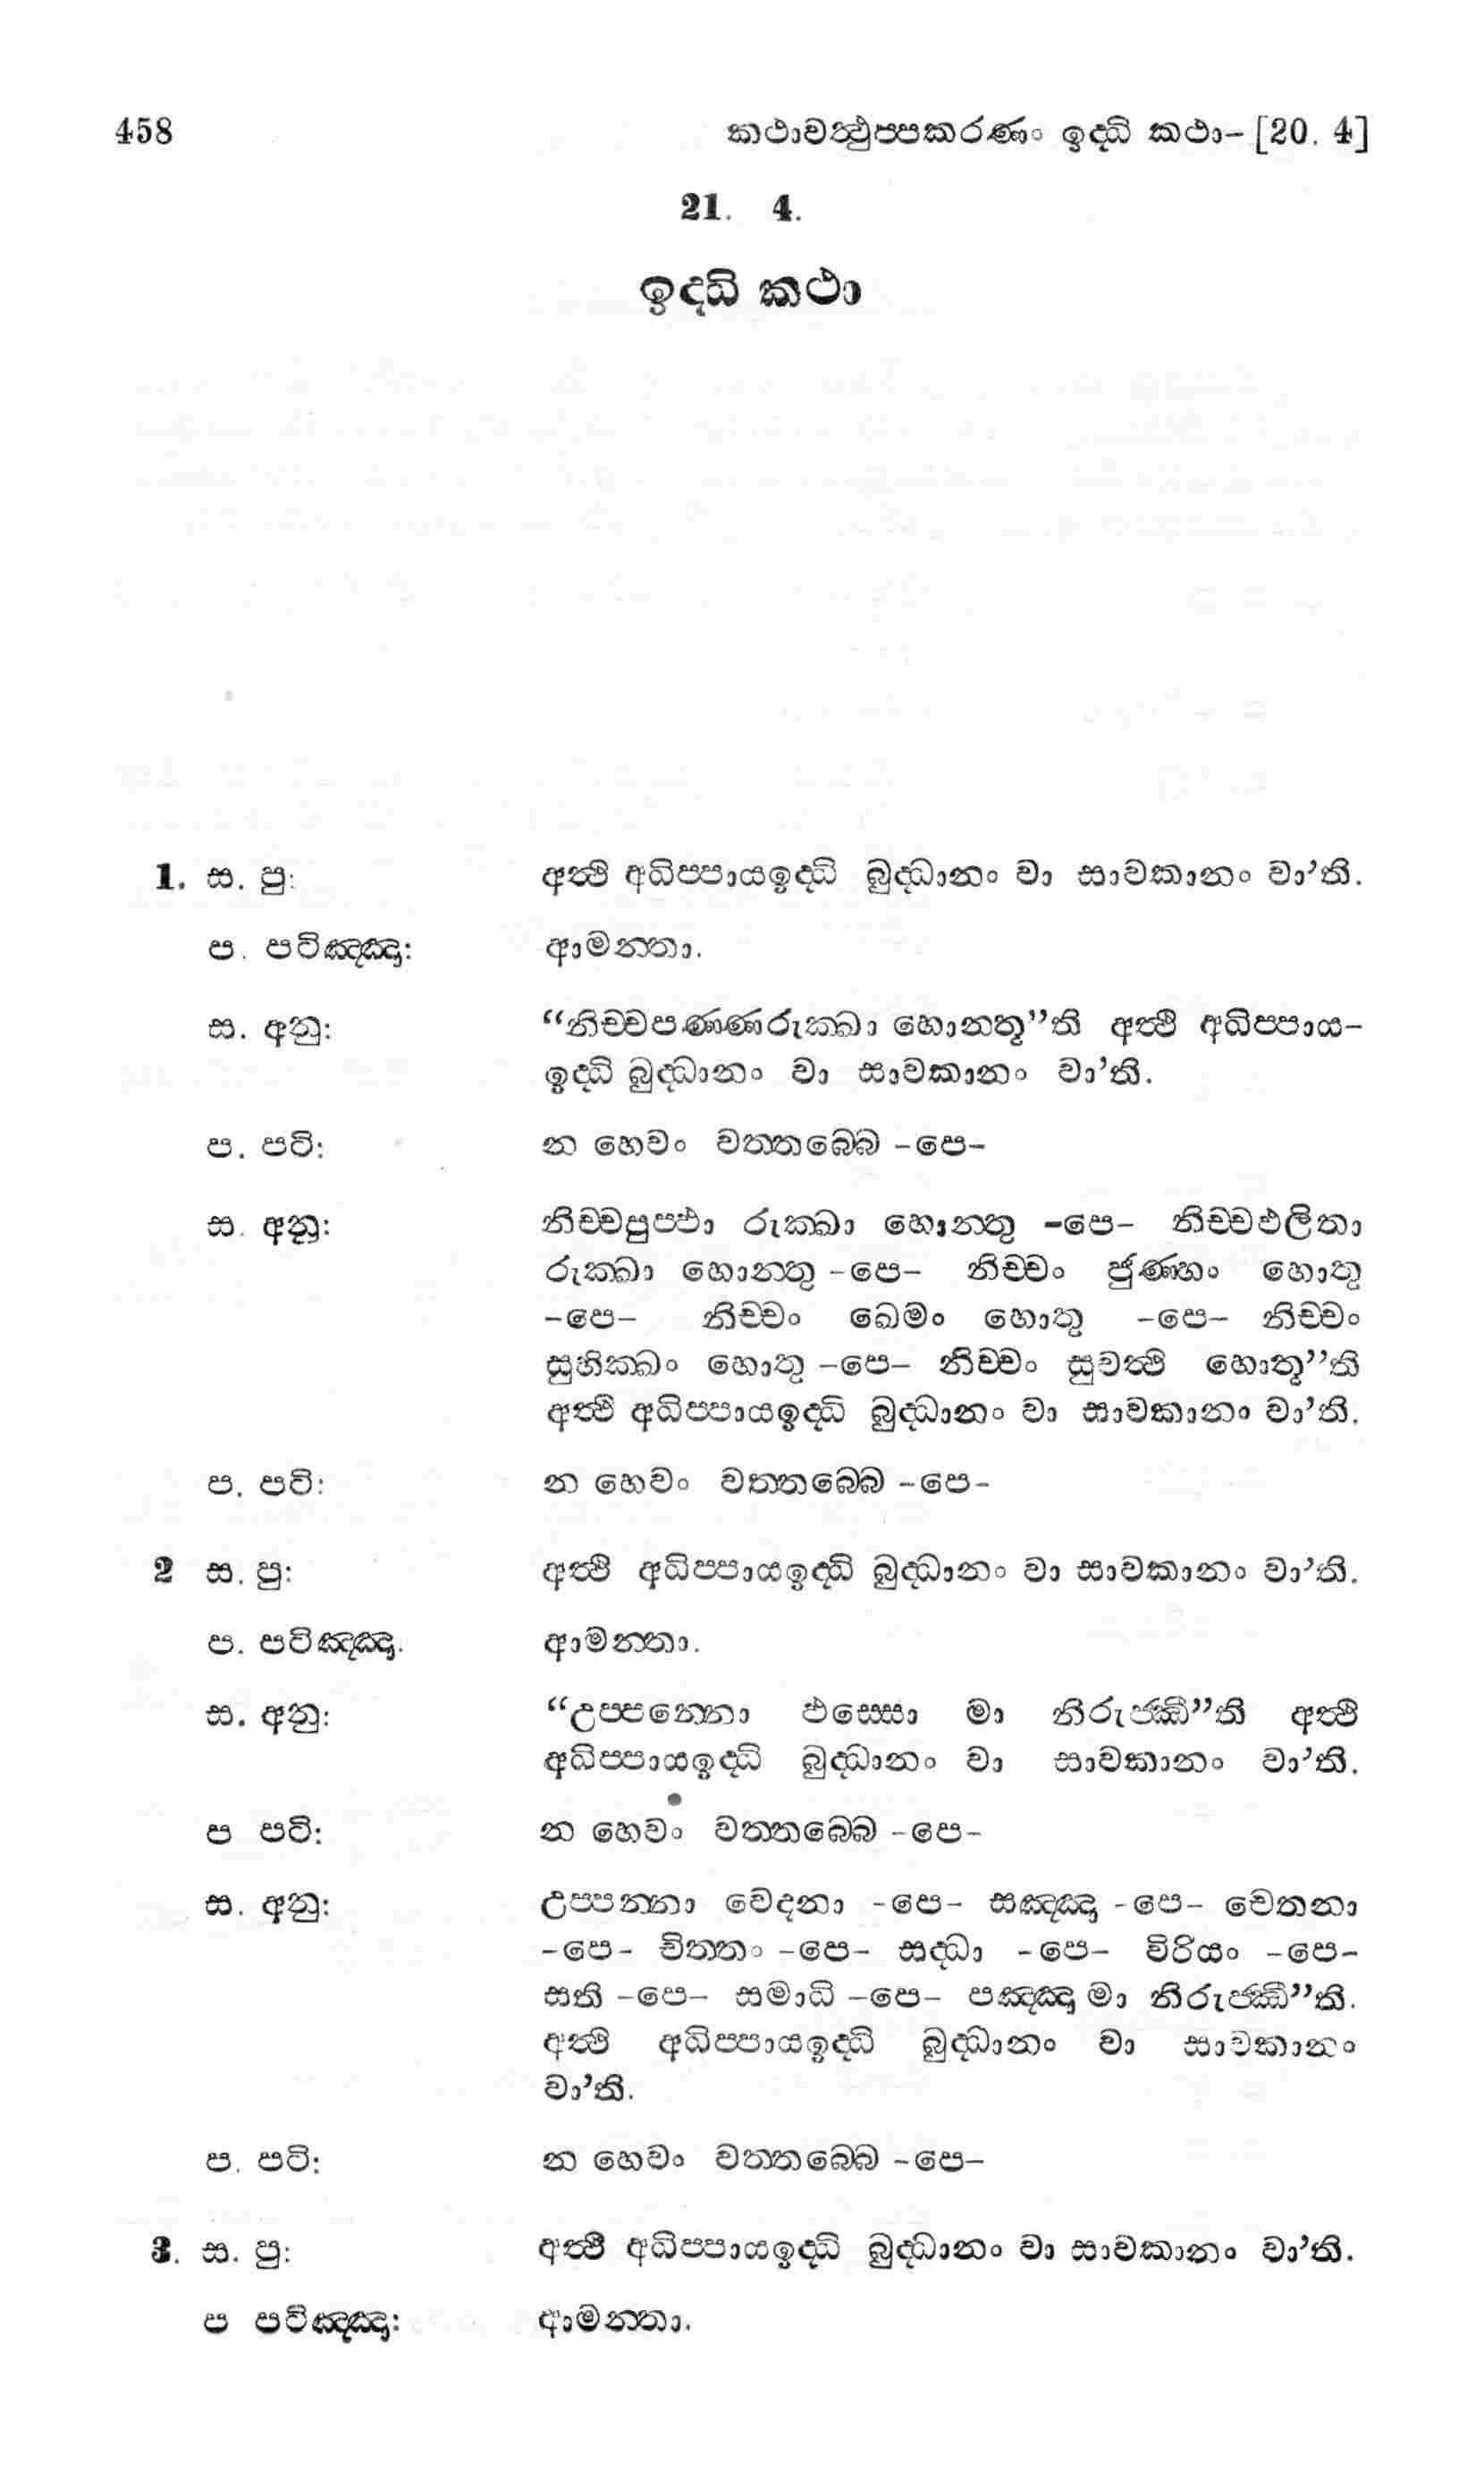 458 කථාවත්‍ථුප්පකරණං ඉද්‍ධි කථා-[20. 4]
21. 4.
ඉද්‍ධි කථා
1. ස. පු: අත්‍ථි අධිප්පායඉද්‍ධි බුද්‍ධානං වා සාවකානං වා’ති.
ප. පටිඤ්ඤා: ආමන්තා.
ස. අනු: “නිච්චපණ්ණරුක්ඛා හොන්තූ”ති අත්‍ථි අධිප්පාය-
ඉද්‍ධි බුද්‍ධානං වා සාවකානං වා’ති.
ප. පටි: න හෙවං වත්තබ්බෙ -පෙ-
ස. අනු: නිච්චපුප්ඵා රුක්ඛා හොන්තු -පෙ- නිච්චඵලිතා
රුක්ඛා හොන්තු -පෙ- නිච්චං ජුණ්හං හොතු
-පෙ- නිච්චං ඛෙමං හොතු -පෙ- නිච්චං
සුභික්ඛං හොතු -පෙ- නිච්චං සුවත්‍ථි හොතූ”ති
අත්‍ථි අධිප්පායඉද්‍ධි බුද්‍ධානං වා සාවකානං වා’ති.
ප. පටි: න හෙවං වත්තබ්බෙ -පෙ-
2 ස. පු: අත්‍ථි අධිප්පායඉද්‍ධි බුද්‍ධානං වා සාවකානං වා’ති.
ප. පටිඤ්ඤා. ආමන්තා.
ස. අනු: “උප්පන්නො ඵස්සො මා නිරුජ්ඣී”ති අත්‍ථි
අධිප්පායඉද්‍ධි බුද්‍ධානං වා සාවකානං වා’ති.
ප පටි: න හෙවං වත්තබ්බෙ -පෙ-
ස. අනු: උප්පන්නා වෙදනා -පෙ- සඤ්ඤා -පෙ- චෙතනා
-පෙ- චිත්තං -පෙ- සද්‍ධා -පෙ- විරියං -පෙ-
සති -පෙ- සමාධි -පෙ- පඤ්ඤා මා නිරුජ්ඣී”ති.
අත්‍ථි අධිප්පායඉද්‍ධි බුද්‍ධානං වා සාවකානං
වා’ති.
ප. පටි: න හෙවං වත්තබ්බෙ -පෙ-
3. ස. පු: අත්‍ථි අධිප්පායඉද්‍ධි බුද්‍ධානං වා සාවකානං වා’ති.
ප පටිඤ්ඤා: ආමන්තා.